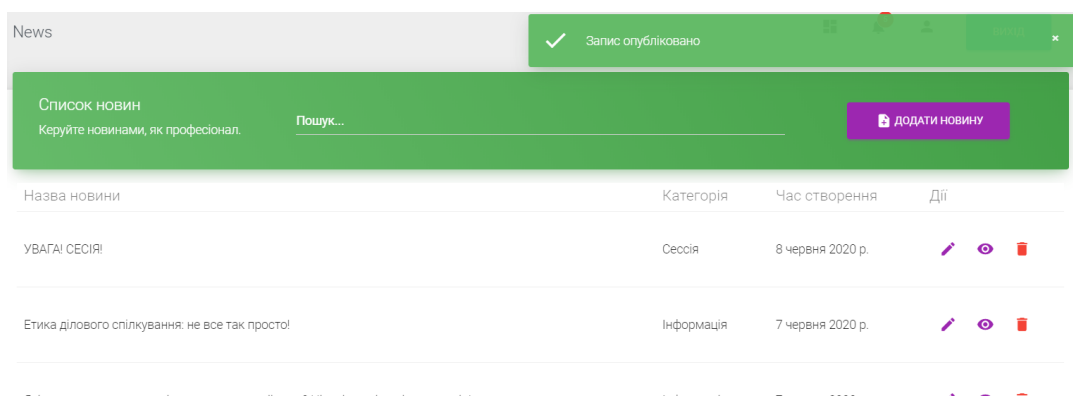 News
Запис опубліковано
Список новин
Керуйте новинами, як професіонал.
Пошук...
ДОДАТИ НОВИНУ
Назва новини Категорія Час створення Дії
УВАГА! СЕСІЯ! Сессія 8 червня 2020 р.
Етика ділового спілкування: не все так просто! Інформація 7 червня 2020 р.